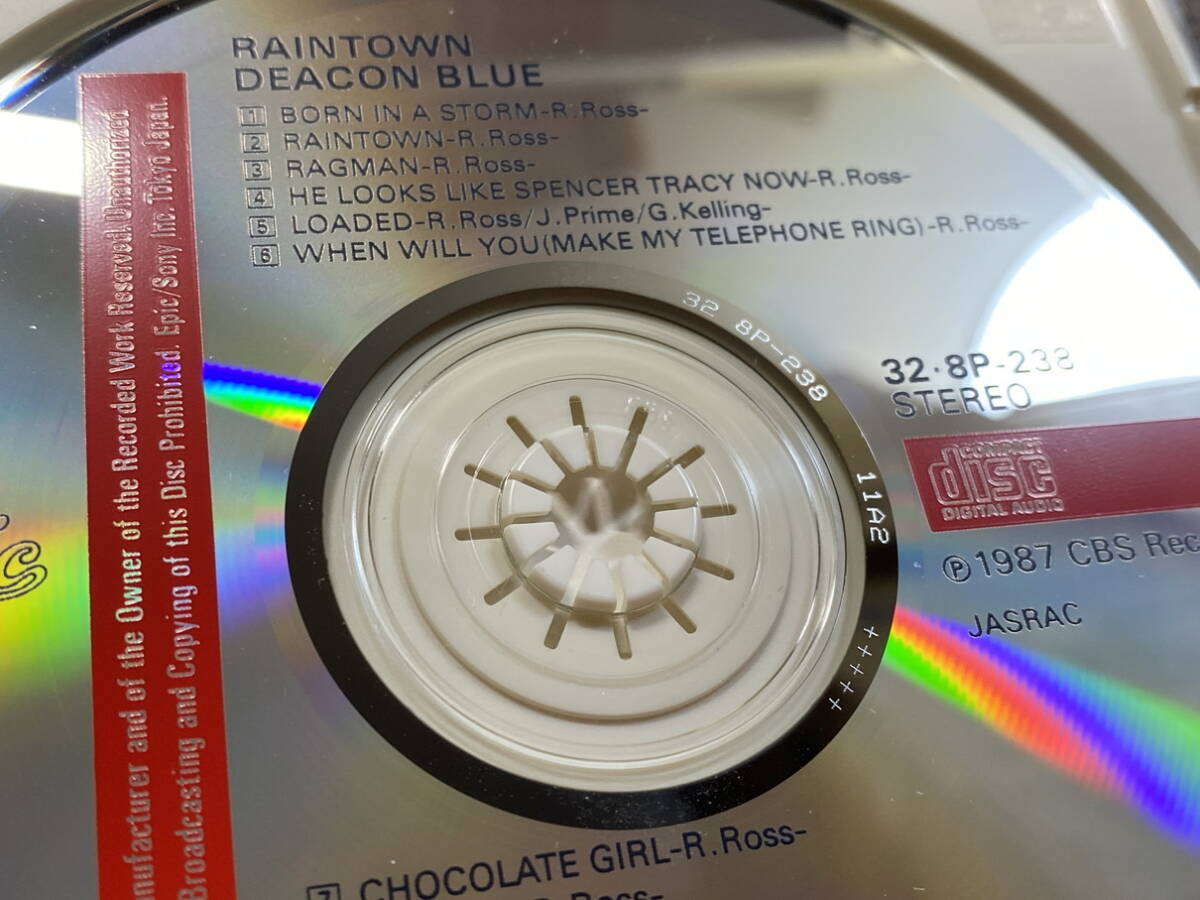 RAINTOWN
DEACON BLUE
1 BORN IN A STORM-R.Ross-
2 RAINTOWN-R.Ross-
3 RAGMAN-R.Ross-
4 HE LOOKS LIKE SPENCER TRACY NOW-R.Ross-
5 LOADED-R.Ross/J.Prime/G.Kelling-
6 WHEN WILL YOU(MAKE MY TELEPHONE RING)-R.Ross-
anufacturer and of the Owner of the Recorded Work Reserved. Unauthorized
Broadcasting and Copying of this Disc Prohibited. Epic/Sony Inc. Tokyo Japan.
32 8P-238
11A2
+++++
32・8P-238
STEREO
COMPACT
disc
DIGITAL AUDIO
Ⓟ1987 CBS Rec
JASRAC
7 CHOCOLATE GIRL-R.Ross-
R.Ross-